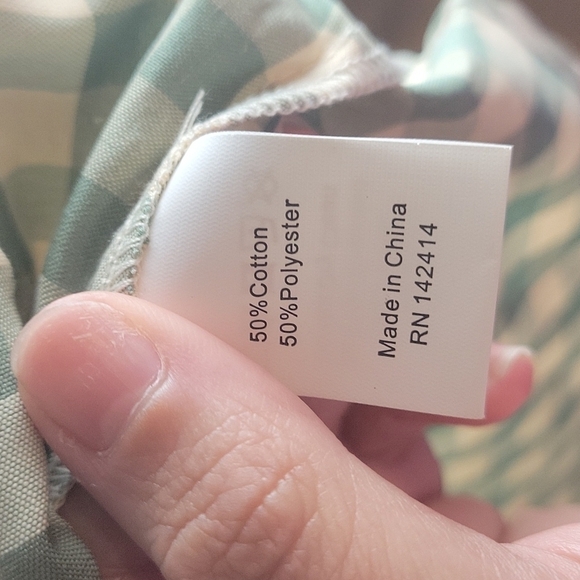 50%Cotton
50%Polyester
Made in China
RN 142414